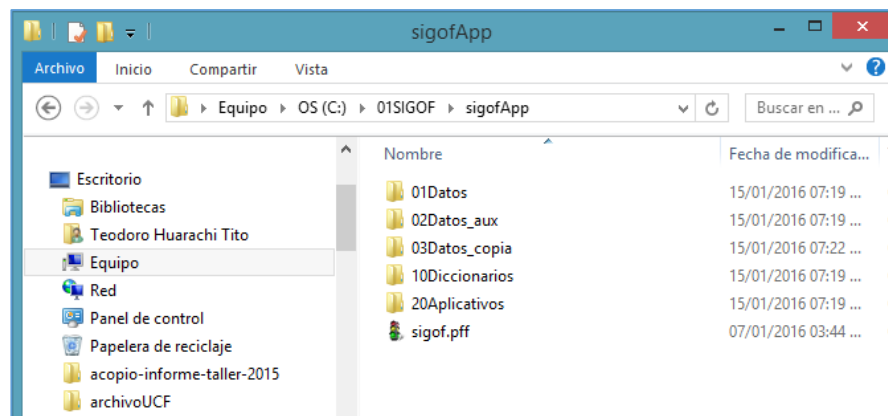 sigofApp
Archivo Inicio Compartir Vista
Equipo OS (C:) 01SIGOF sigofApp Buscar en ...
Nombre Fecha de modifica...
Escritorio
Bibliotecas
Teodoro Huarachi Tito
Equipo
Red
Panel de control
Papelera de reciclaje
acopio-informe-taller-2015
archivoUCF
01Datos 15/01/2016 07:19 ...
02Datos_aux 15/01/2016 07:19 ...
03Datos_copia 15/01/2016 07:22 ...
10Diccionarios 15/01/2016 07:19 ...
20Aplicativos 15/01/2016 07:19 ...
sigof.pff 07/01/2016 03:44 ...